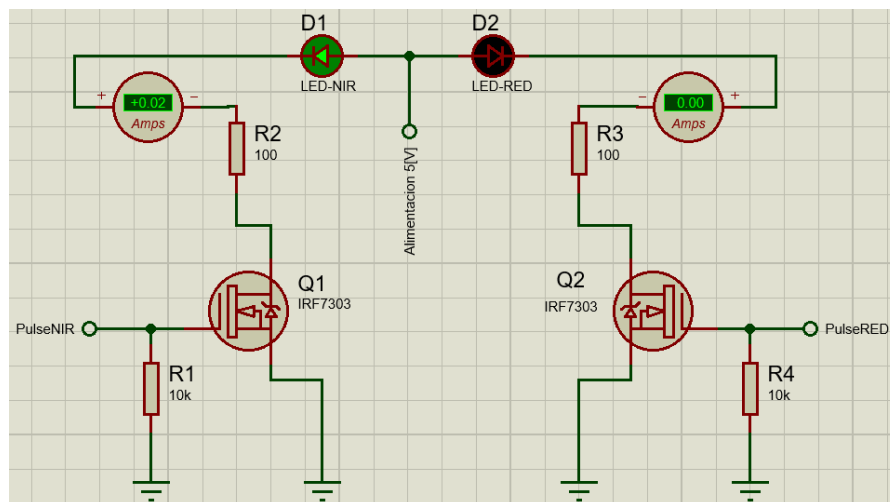 D1
D2
LED-NIR
LED-RED
+
+0.02
-
Amps
-
0.00
+
Amps
R2
100
R3
100
Alimentacion 5[V]
Q1
IRF7303
Q2
IRF7303
PulseNIR
PulseRED
R1
10k
R4
10k